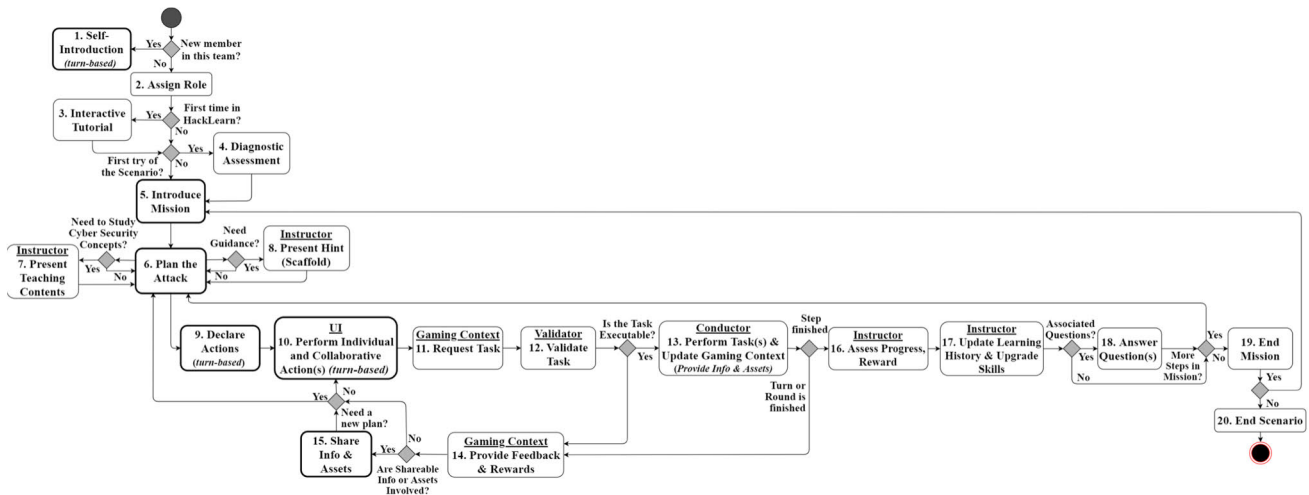 1. Self-
Introduction
(turn-based)
Yes
New member
in this team?
No
2. Assign Role
3. Interactive
Tutorial
Yes
First time in
HackLearn?
No
First try of
the Scenario?
Yes
No
4. Diagnostic
Assessment
5. Introduce
Mission
Need to Study
Cyber Security
Concepts?
Instructor
7. Present
Teaching
Contents
Yes
No
6. Plan the
Attack
Need
Guidance?
Yes
No
Instructor
8. Present Hint
(Scaffold)
9. Declare
Actions
(turn-based)
UI
10. Perform Individual
and Collaborative
Action(s) (turn-based)
Gaming Context
11. Request Task
Validator
12. Validate
Task
Is the Task
Executable?
Yes
Conductor
13. Perform Task(s) &
Update Gaming Context
(Provide Info & Assets)
Step
finished
Turn or
Round is
finished
Instructor
16. Assess Progress,
Reward
Instructor
17. Update Learning
History & Upgrade
Skills
Associated
Questions?
Yes
No
18. Answer
Question(s)
More
Steps in
Mission?
Yes
No
19. End
Mission
Yes
No
20. End Scenario
Yes
No
Need a
new plan?
15. Share
Info &
Assets
Yes
No
Are Shareable
Info or Assets
Involved?
Gaming Context
14. Provide Feedback
& Rewards